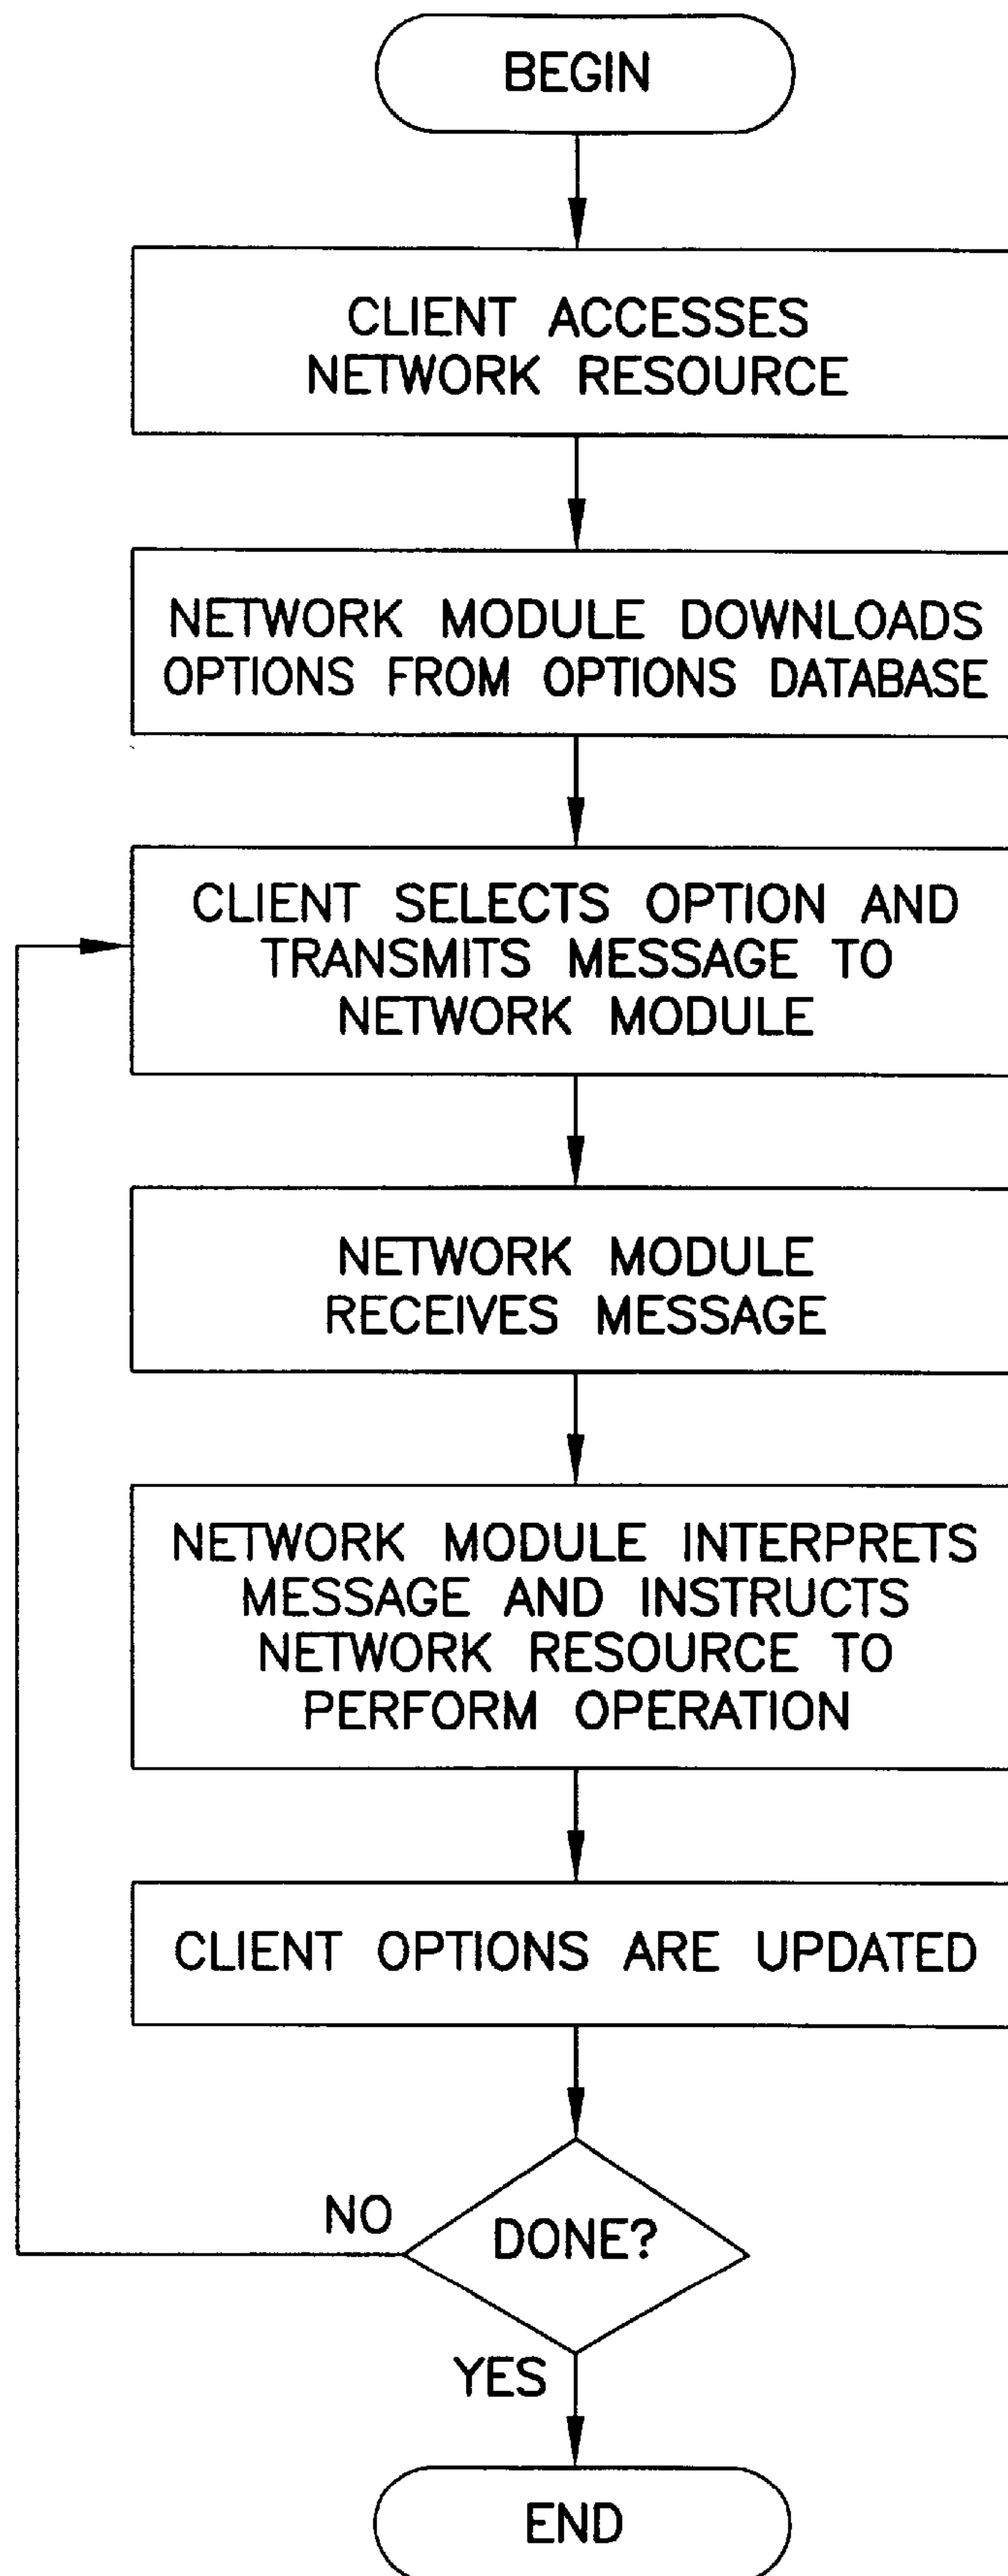 BEGIN
CLIENT ACCESSES
NETWORK RESOURCE
NETWORK MODULE DOWNLOADS
OPTIONS FROM OPTIONS DATABASE
CLIENT SELECTS OPTION AND
TRANSMITS MESSAGE TO
NETWORK MODULE
NETWORK MODULE
RECEIVES MESSAGE
NETWORK MODULE INTERPRETS
MESSAGE AND INSTRUCTS
NETWORK RESOURCE TO
PERFORM OPERATION
CLIENT OPTIONS ARE UPDATED
NO
DONE?
YES
END